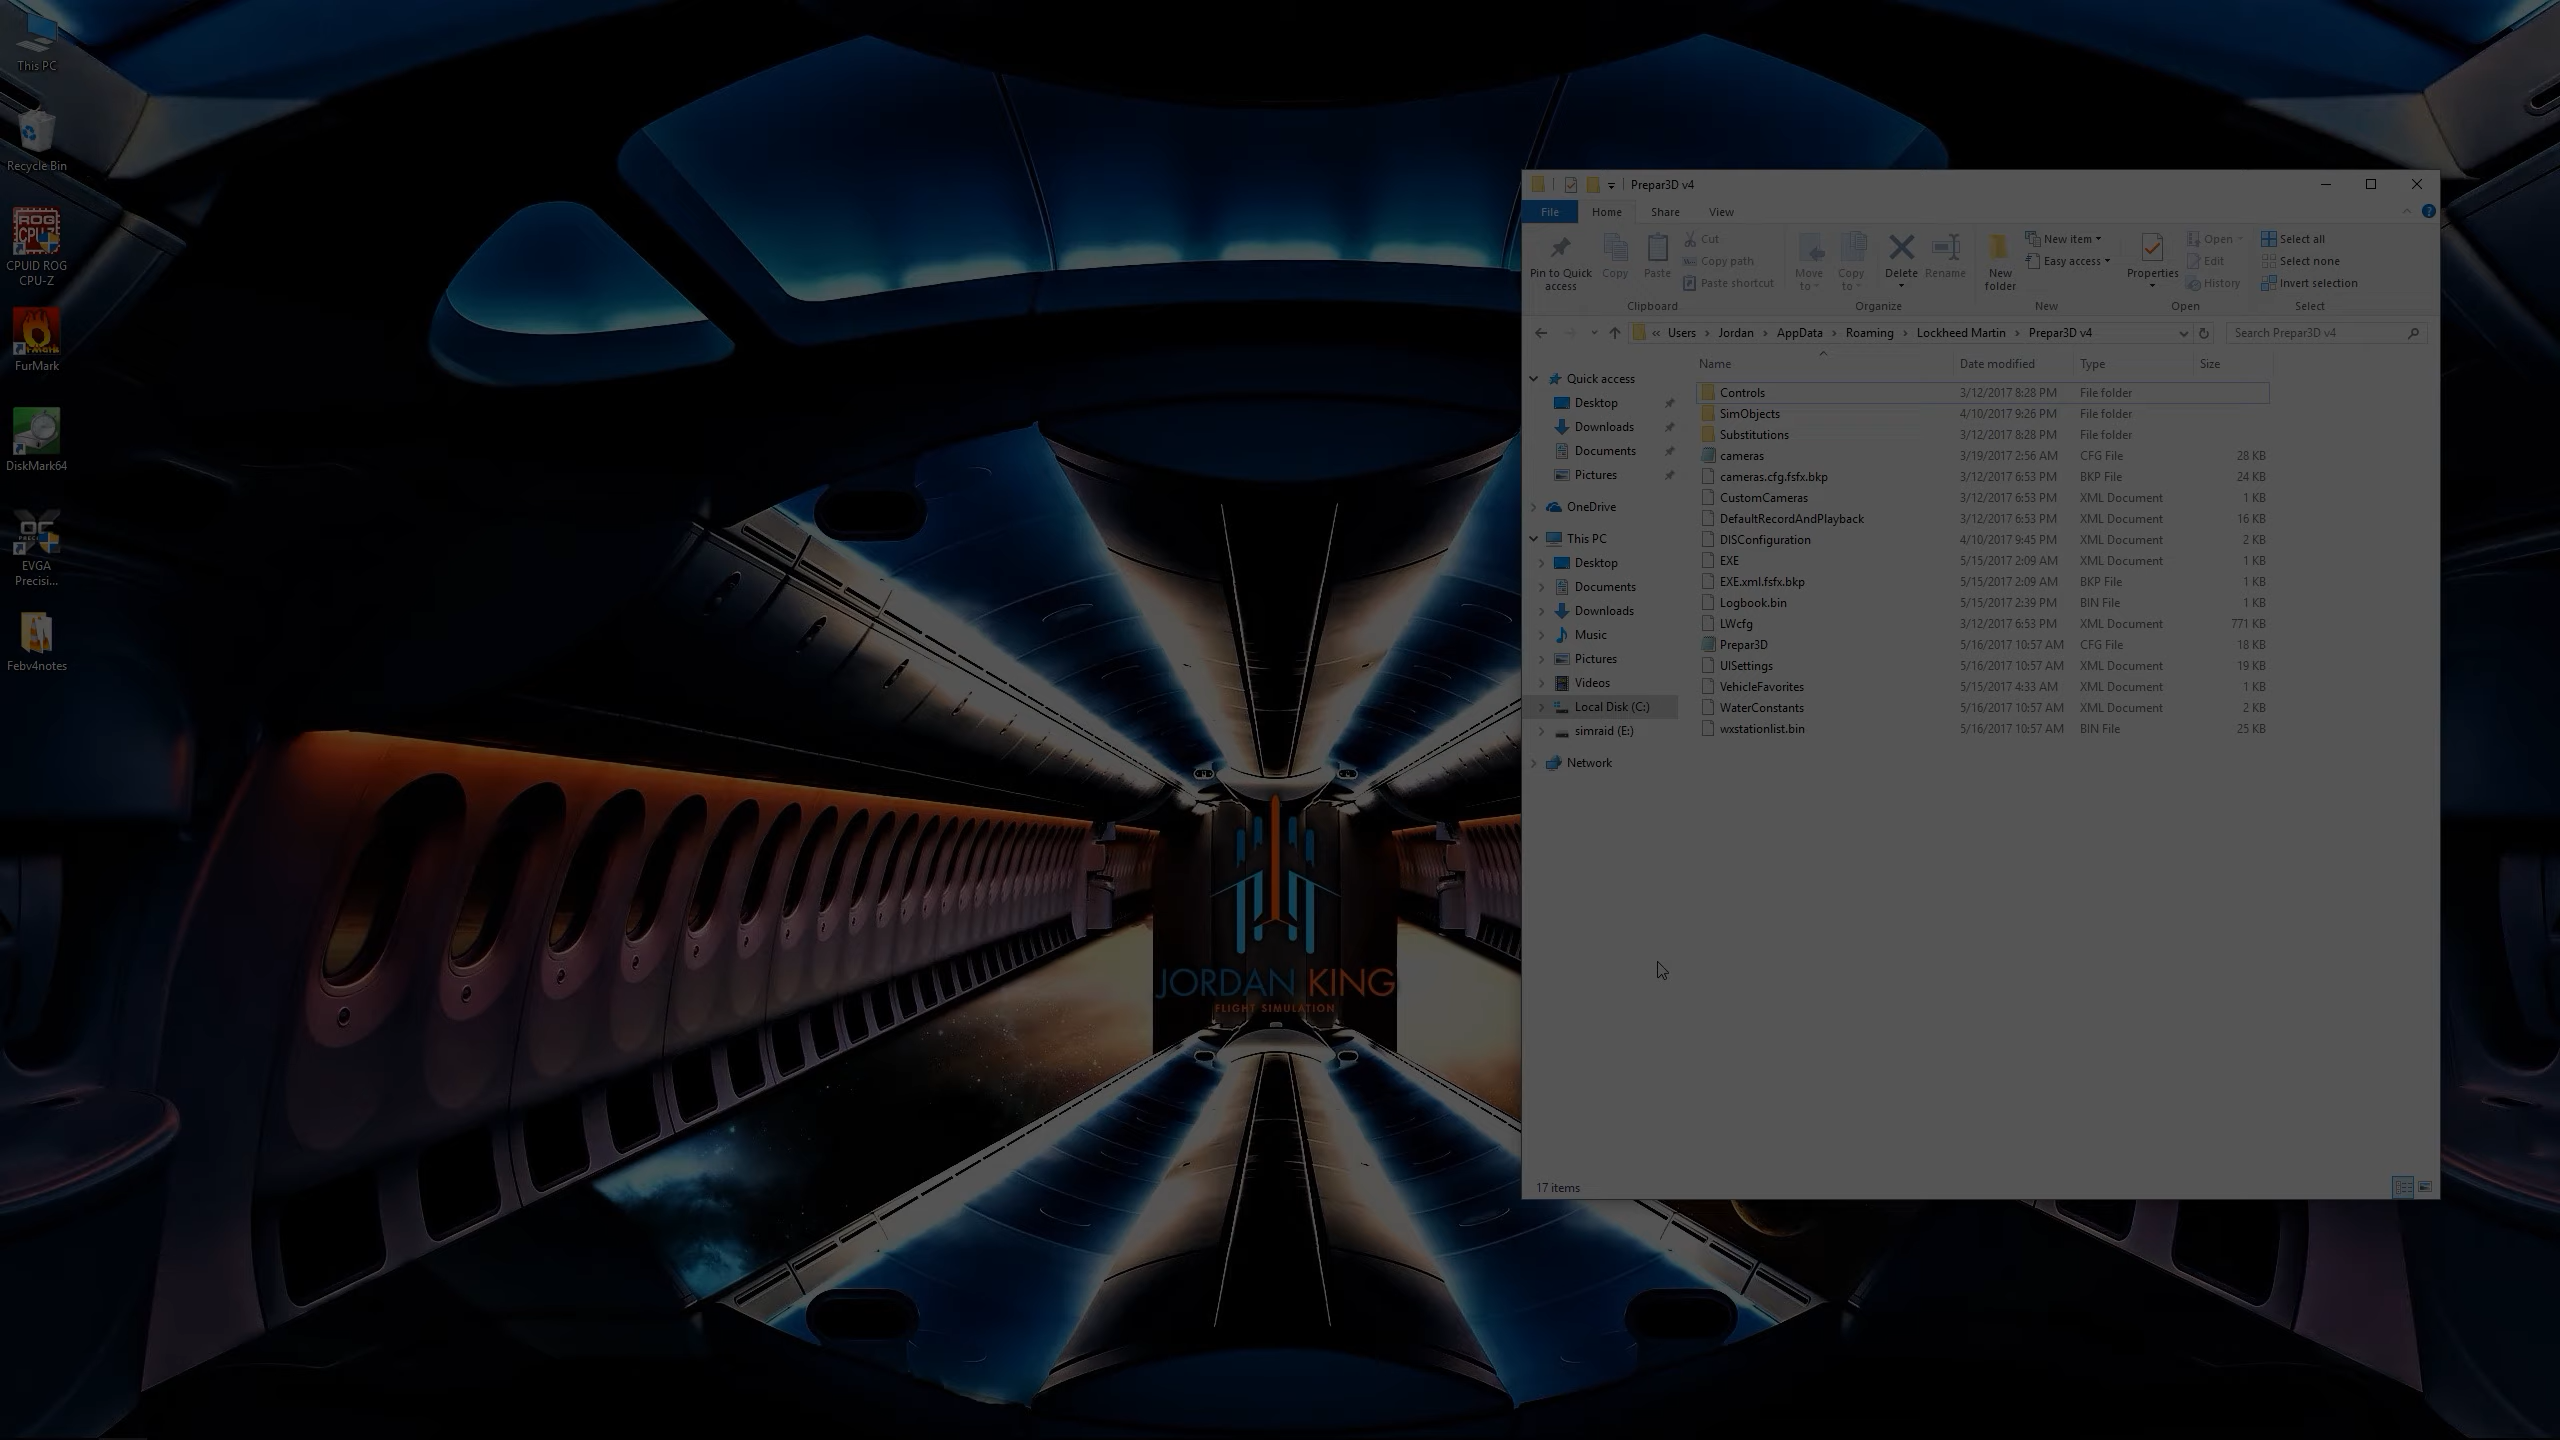 This PC
Recycle Bin
CPUID ROG
CPU-Z
FurMark
DiskMark64
EVGA
Precisi...
Febv4notes
JORDAN KING
FLIGHT SIMULATION
Prepar3D v4
File Home Share View
Pin to Quick
access
Copy
Paste
Cut
Copy path
Paste shortcut
Clipboard
Move
to
Copy
to
Delete
Rename
Organize
New
folder
New item
Easy access
New
Properties
Open
Edit
History
Open
Select all
Select none
Invert selection
Select
« Users > Jordan > AppData > Roaming > Lockheed Martin > Prepar3D v4
Search Prepar3D v4
Quick access
Desktop
Downloads
Documents
Pictures
OneDrive
This PC
Desktop
Documents
Downloads
Music
Pictures
Videos
Local Disk (C:)
simraid (E:)
Network
Name Date modified Type Size
Controls 3/12/2017 8:28 PM File folder
SimObjects 4/10/2017 9:26 PM File folder
Substitutions 3/12/2017 8:28 PM File folder
cameras 3/19/2017 2:56 AM CFG File 28 KB
cameras.cfg.fsfx.bkp 3/12/2017 6:53 PM BKP File 24 KB
CustomCameras 3/12/2017 6:53 PM XML Document 1 KB
DefaultRecordAndPlayback 3/12/2017 6:53 PM XML Document 16 KB
DISConfiguration 4/10/2017 9:45 PM XML Document 2 KB
EXE 5/15/2017 2:09 AM XML Document 1 KB
EXE.xml.fsfx.bkp 5/15/2017 2:09 AM BKP File 1 KB
Logbook.bin 5/15/2017 2:39 PM BIN File 1 KB
LWcfg 3/12/2017 6:53 PM XML Document 771 KB
Prepar3D 5/16/2017 10:57 AM CFG File 18 KB
UISettings 5/16/2017 10:57 AM XML Document 19 KB
VehicleFavorites 5/15/2017 4:33 AM XML Document 1 KB
WaterConstants 5/16/2017 10:57 AM XML Document 2 KB
wxstationlist.bin 5/16/2017 10:57 AM BIN File 25 KB
17 items